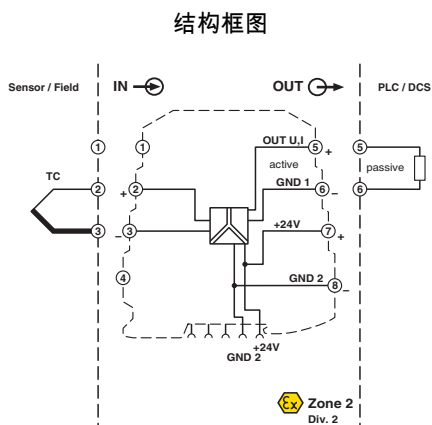 结构框图
Sensor / Field
IN
OUT
PLC / DCS
OUT U,I
1
1
5
+
5
active
passive
TC
2
+
2
GND 1
6
–
6
3
–
3
+24V
7
+
4
GND 2
8
–
+24V
GND 2
Ex
Zone 2
Div. 2